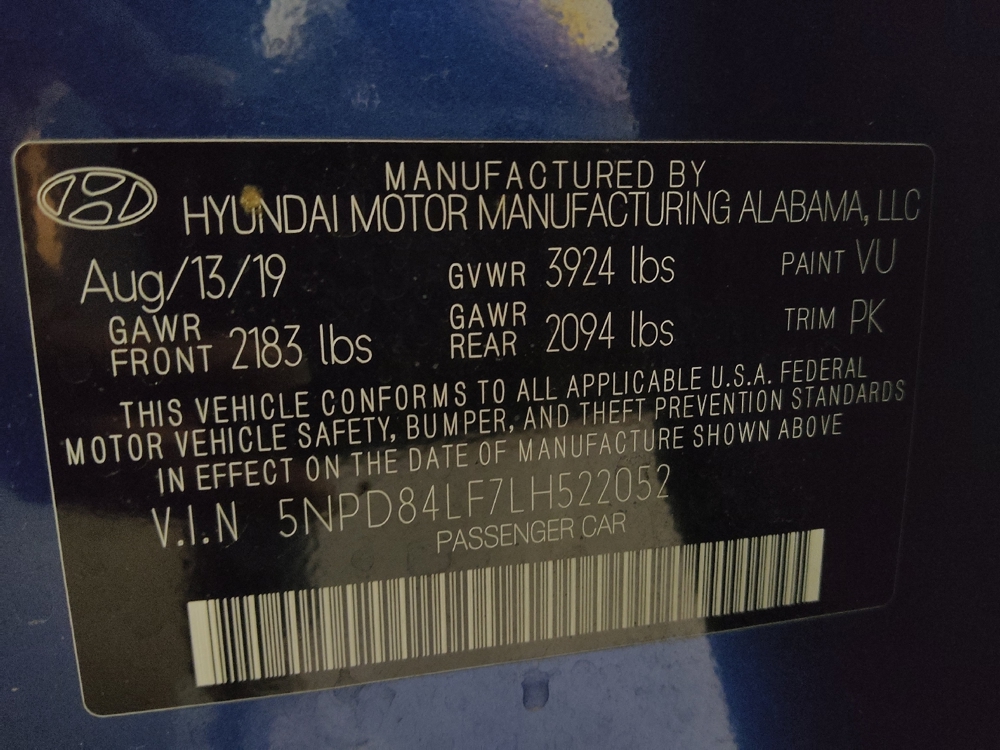 MANUFACTURED BY
HYUNDAI MOTOR MANUFACTURING ALABAMA, LLC
Aug/13/19 GVWR 3924 lbs PAINT VU
GAWR FRONT 2183 lbs GAWR REAR 2094 lbs TRIM PK
THIS VEHICLE CONFORMS TO ALL APPLICABLE U.S.A. FEDERAL
MOTOR VEHICLE SAFETY, BUMPER, AND THEFT PREVENTION STANDARDS
IN EFFECT ON THE DATE OF MANUFACTURE SHOWN ABOVE
V.I.N 5NPD84LF7LH522052
PASSENGER CAR